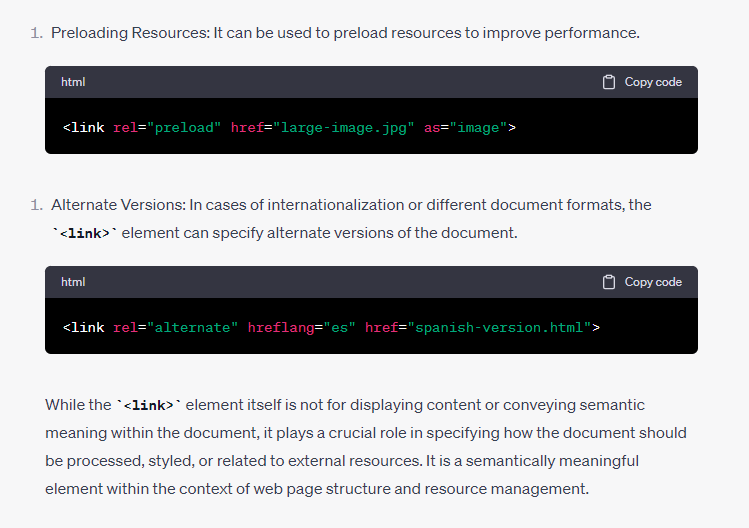 1. Preloading Resources: It can be used to preload resources to improve performance.
html Copy code
<link rel="preload" href="large-image.jpg" as="image">
1. Alternate Versions: In cases of internationalization or different document formats, the
`<link>` element can specify alternate versions of the document.
html Copy code
<link rel="alternate" hreflang="es" href="spanish-version.html">
While the `<link>` element itself is not for displaying content or conveying semantic
meaning within the document, it plays a crucial role in specifying how the document should
be processed, styled, or related to external resources. It is a semantically meaningful
element within the context of web page structure and resource management.